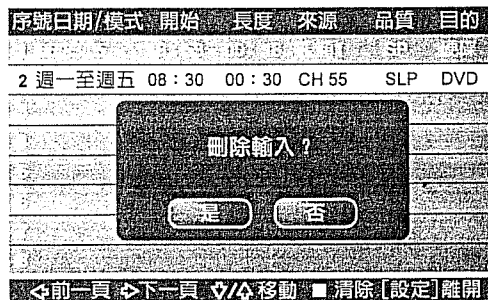 序號 日期/模式 開始 長度 來源 品質 目的
2 週一至週五 08:30 00:30 CH 55 SLP DVD
刪除輸入?
是 否
前一頁 下一頁 移動 ■ 清除 [設定] 離開